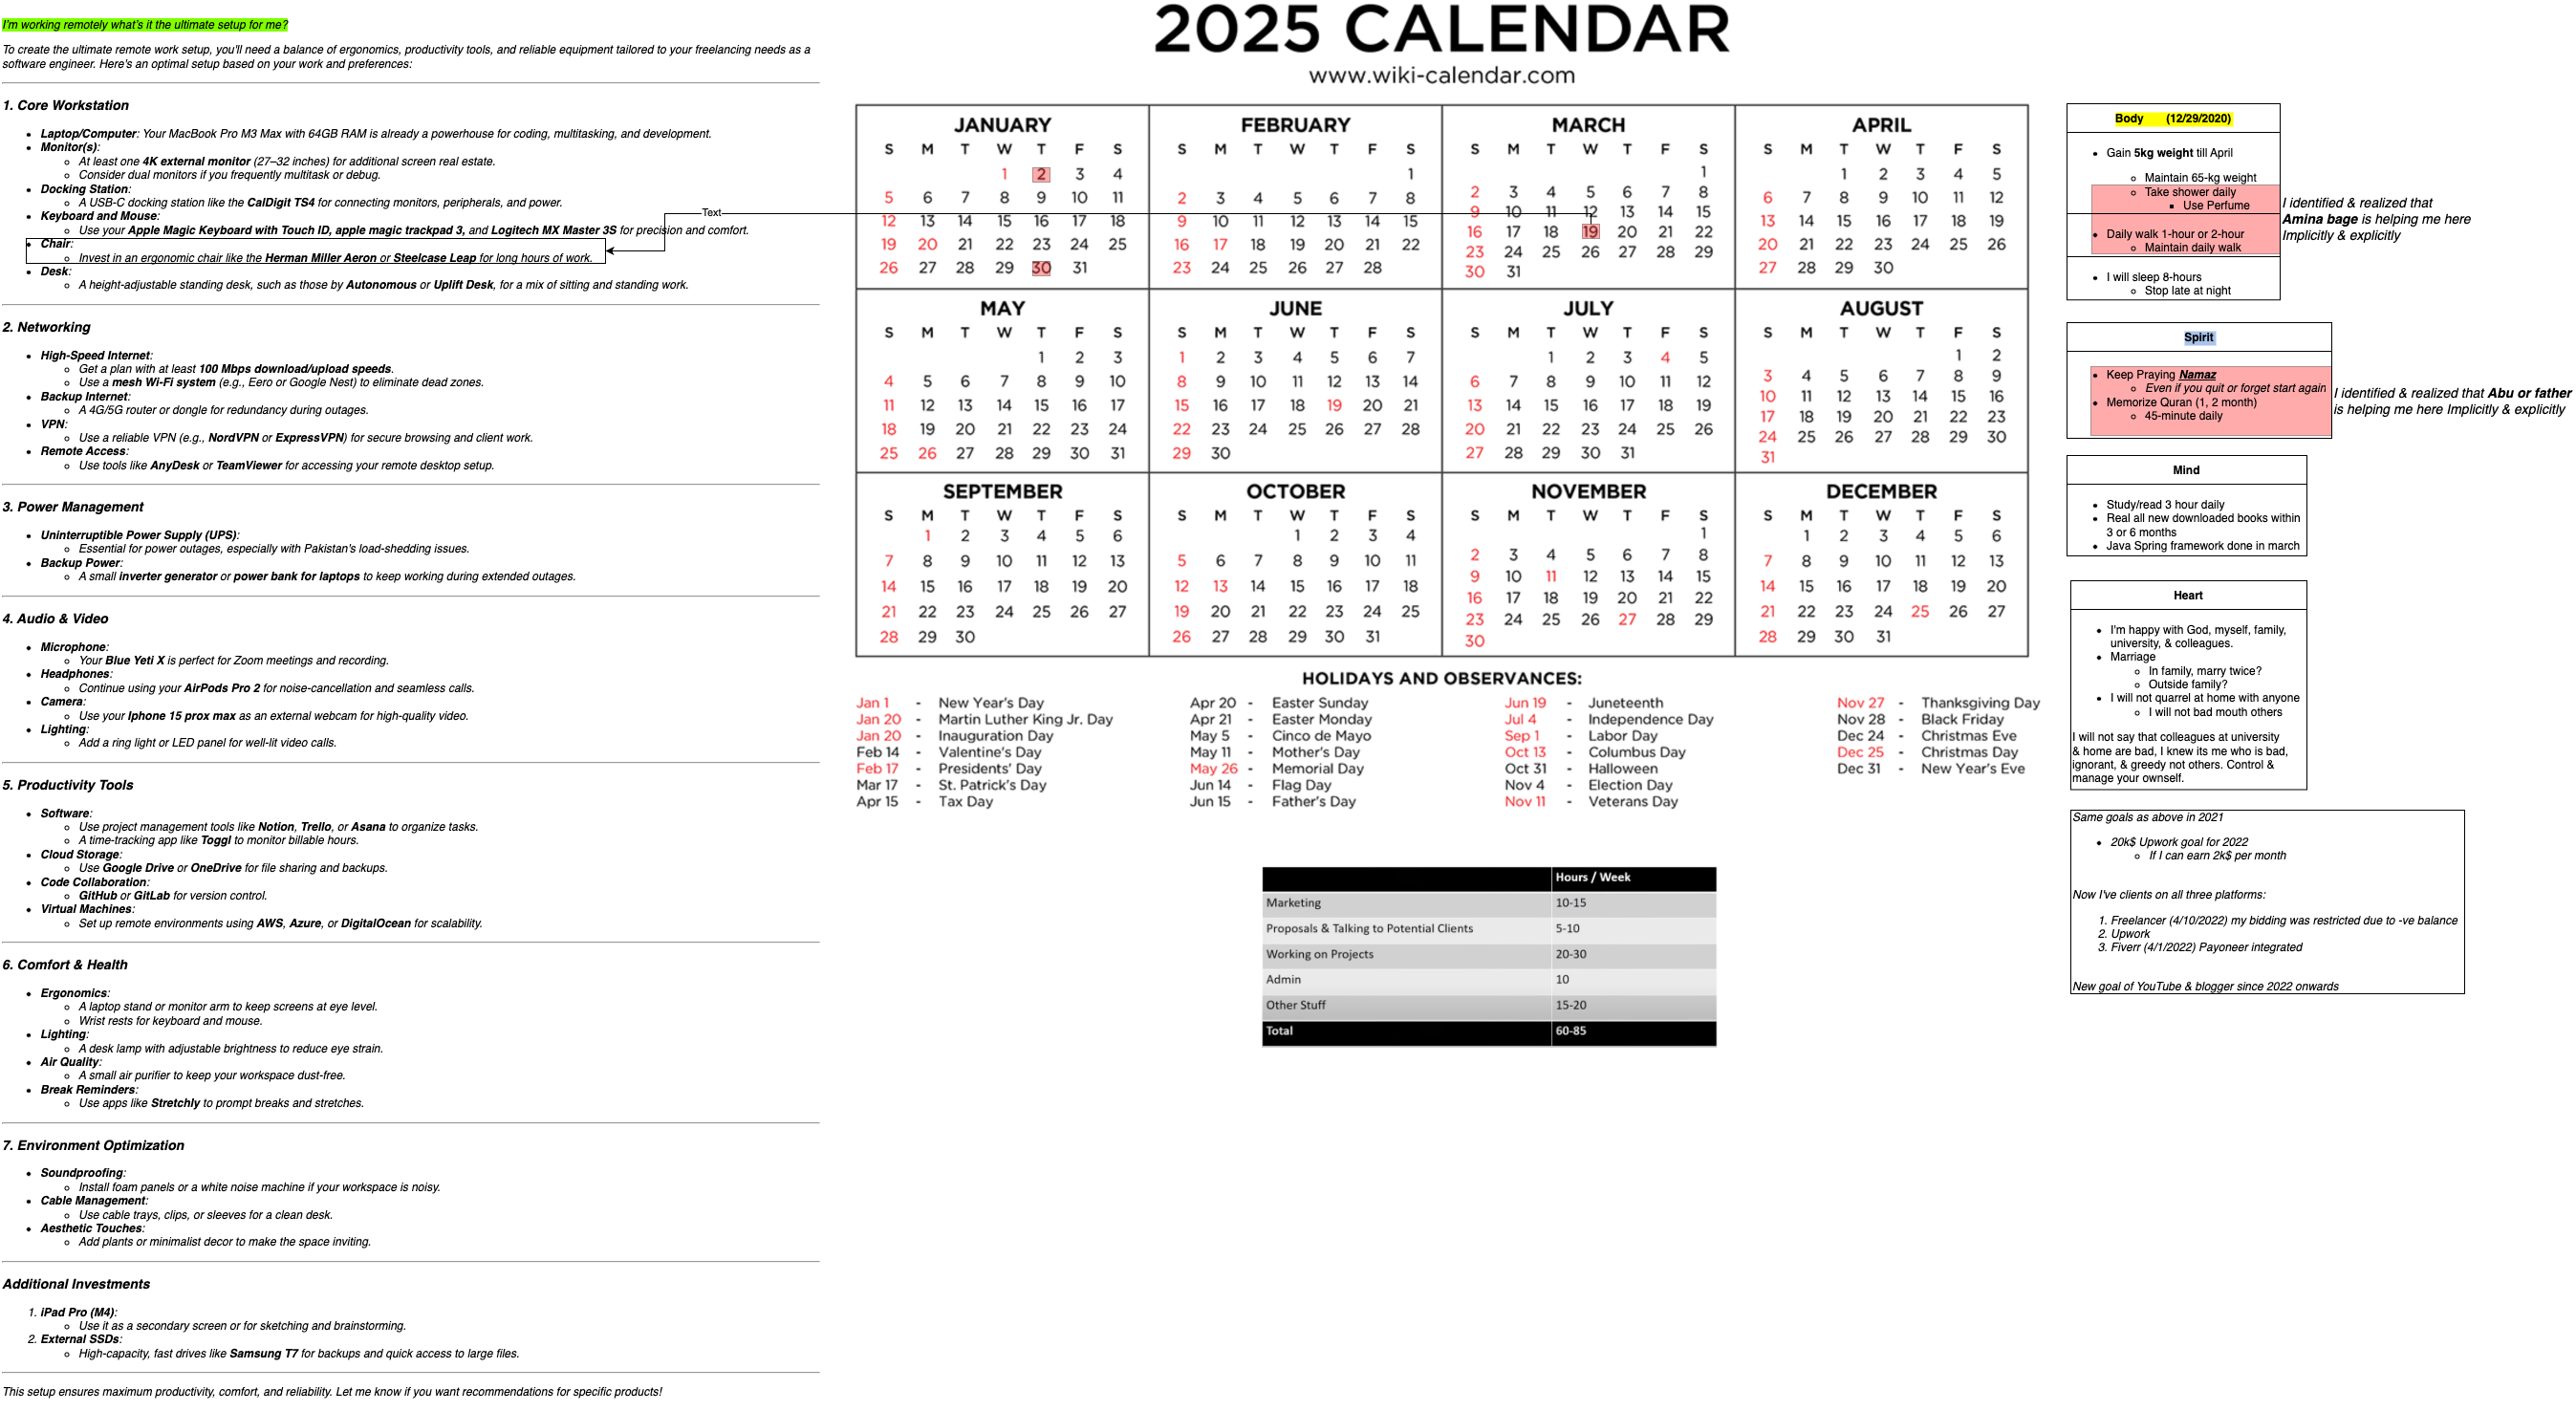 I'm working remotely what's it the ultimate setup for me?
To create the ultimate remote work setup, you'll need a balance of ergonomics, productivity tools, and reliable equipment tailored to your freelancing needs as a
software engineer. Here's an optimal setup based on your work and preferences:
1. Core Workstation
• Laptop/Computer: Your MacBook Pro M3 Max with 64GB RAM is already a powerhouse for coding, multitasking, and development.
• Monitor(s):
◦ At least one 4K external monitor (27–32 inches) for additional screen real estate.
◦ Consider dual monitors if you frequently multitask or debug.
• Docking Station:
◦ A USB-C docking station like the CalDigit TS4 for connecting monitors, peripherals, and power.
• Keyboard and Mouse:
◦ Use your Apple Magic Keyboard with Touch ID, apple magic trackpad 3, and Logitech MX Master 3S for precision and comfort.
• Chair:
◦ Invest in an ergonomic chair like the Herman Miller Aeron or Steelcase Leap for long hours of work.
• Desk:
◦ A height-adjustable standing desk, such as those by Autonomous or Uplift Desk, for a mix of sitting and standing work.
2. Networking
• High-Speed Internet:
◦ Get a plan with at least 100 Mbps download/upload speeds.
◦ Use a mesh Wi-Fi system (e.g., Eero or Google Nest) to eliminate dead zones.
• Backup Internet:
◦ A 4G/5G router or dongle for redundancy during outages.
• VPN:
◦ Use a reliable VPN (e.g., NordVPN or ExpressVPN) for secure browsing and client work.
• Remote Access:
◦ Use tools like AnyDesk or TeamViewer for accessing your remote desktop setup.
3. Power Management
• Uninterruptible Power Supply (UPS):
◦ Essential for power outages, especially with Pakistan's load-shedding issues.
• Backup Power:
◦ A small inverter generator or power bank for laptops to keep working during extended outages.
4. Audio & Video
• Microphone:
◦ Your Blue Yeti X is perfect for Zoom meetings and recording.
• Headphones:
◦ Continue using your AirPods Pro 2 for noise-cancellation and seamless calls.
• Camera:
◦ Use your Iphone 15 prox max as an external webcam for high-quality video.
• Lighting:
◦ Add a ring light or LED panel for well-lit video calls.
5. Productivity Tools
• Software:
◦ Use project management tools like Notion, Trello, or Asana to organize tasks.
◦ A time-tracking app like Toggl to monitor billable hours.
• Cloud Storage:
◦ Use Google Drive or OneDrive for file sharing and backups.
• Code Collaboration:
◦ GitHub or GitLab for version control.
• Virtual Machines:
◦ Set up remote environments using AWS, Azure, or DigitalOcean for scalability.
6. Comfort & Health
• Ergonomics:
◦ A laptop stand or monitor arm to keep screens at eye level.
◦ Wrist rests for keyboard and mouse.
• Lighting:
◦ A desk lamp with adjustable brightness to reduce eye strain.
• Air Quality:
◦ A small air purifier to keep your workspace dust-free.
• Break Reminders:
◦ Use apps like Stretchly to prompt breaks and stretches.
7. Environment Optimization
• Soundproofing:
◦ Install foam panels or a white noise machine if your workspace is noisy.
• Cable Management:
◦ Use cable trays, clips, or sleeves for a clean desk.
• Aesthetic Touches:
◦ Add plants or minimalist decor to make the space inviting.
Additional Investments
1. iPad Pro (M4):
◦ Use it as a secondary screen or for sketching and brainstorming.
2. External SSDs:
◦ High-capacity, fast drives like Samsung T7 for backups and quick access to large files.
This setup ensures maximum productivity, comfort, and reliability. Let me know if you want recommendations for specific products!
Text
2025 CALENDAR
www.wiki-calendar.com
JANUARY
S M T W T F S
1 2 3 4
5 6 7 8 9 10 11
12 13 14 15 16 17 18
19 20 21 22 23 24 25
26 27 28 29 30 31
FEBRUARY
S M T W T F S
1
2 3 4 5 6 7 8
9 10 11 12 13 14 15
16 17 18 19 20 21 22
23 24 25 26 27 28
MARCH
S M T W T F S
1
2 3 4 5 6 7 8
9 10 11 12 13 14 15
16 17 18 19 20 21 22
23 24 25 26 27 28 29
30 31
APRIL
S M T W T F S
1 2 3 4 5
6 7 8 9 10 11 12
13 14 15 16 17 18 19
20 21 22 23 24 25 26
27 28 29 30
MAY
S M T W T F S
1 2 3
4 5 6 7 8 9 10
11 12 13 14 15 16 17
18 19 20 21 22 23 24
25 26 27 28 29 30 31
JUNE
S M T W T F S
1 2 3 4 5 6 7
8 9 10 11 12 13 14
15 16 17 18 19 20 21
22 23 24 25 26 27 28
29 30
JULY
S M T W T F S
1 2 3 4 5
6 7 8 9 10 11 12
13 14 15 16 17 18 19
20 21 22 23 24 25 26
27 28 29 30 31
AUGUST
S M T W T F S
1 2
3 4 5 6 7 8 9
10 11 12 13 14 15 16
17 18 19 20 21 22 23
24 25 26 27 28 29 30
31
SEPTEMBER
S M T W T F S
1 2 3 4 5 6
7 8 9 10 11 12 13
14 15 16 17 18 19 20
21 22 23 24 25 26 27
28 29 30
OCTOBER
S M T W T F S
1 2 3 4
5 6 7 8 9 10 11
12 13 14 15 16 17 18
19 20 21 22 23 24 25
26 27 28 29 30 31
NOVEMBER
S M T W T F S
1
2 3 4 5 6 7 8
9 10 11 12 13 14 15
16 17 18 19 20 21 22
23 24 25 26 27 28 29
30
DECEMBER
S M T W T F S
1 2 3 4 5 6
7 8 9 10 11 12 13
14 15 16 17 18 19 20
21 22 23 24 25 26 27
28 29 30 31
HOLIDAYS AND OBSERVANCES:
Jan 1 - New Year's Day
Jan 20 - Martin Luther King Jr. Day
Jan 20 - Inauguration Day
Feb 14 - Valentine's Day
Feb 17 - Presidents' Day
Mar 17 - St. Patrick's Day
Apr 15 - Tax Day
Apr 20 - Easter Sunday
Apr 21 - Easter Monday
May 5 - Cinco de Mayo
May 11 - Mother's Day
May 26 - Memorial Day
Jun 14 - Flag Day
Jun 15 - Father's Day
Jun 19 - Juneteenth
Jul 4 - Independence Day
Sep 1 - Labor Day
Oct 13 - Columbus Day
Oct 31 - Halloween
Nov 4 - Election Day
Nov 11 - Veterans Day
Nov 27 - Thanksgiving Day
Nov 28 - Black Friday
Dec 24 - Christmas Eve
Dec 25 - Christmas Day
Dec 31 - New Year's Eve
Hours / Week
Marketing 10-15
Proposals & Talking to Potential Clients 5-10
Working on Projects 20-30
Admin 10
Other Stuff 15-20
Total 60-85
Body (12/29/2020)
• Gain 5kg weight till April
◦ Maintain 65-kg weight
◦ Take shower daily
▪ Use Perfume
• Daily walk 1-hour or 2-hour
◦ Maintain daily walk
• I will sleep 8-hours
◦ Stop late at night
I identified & realized that
Amina bage is helping me here
Implicitly & explicitly
Spirit
• Keep Praying Namaz
◦ Even if you quit or forget start again
• Memorize Quran (1, 2 month)
◦ 45-minute daily
I identified & realized that Abu or father
is helping me here Implicitly & explicitly
Mind
• Study/read 3 hour daily
• Real all new downloaded books within
3 or 6 months
• Java Spring framework done in march
Heart
• I'm happy with God, myself, family,
university, & colleagues.
• Marriage
◦ In family, marry twice?
◦ Outside family?
• I will not quarrel at home with anyone
◦ I will not bad mouth others
I will not say that colleagues at university
& home are bad, I knew its me who is bad,
ignorant, & greedy not others. Control &
manage your ownself.
Same goals as above in 2021
• 20k$ Upwork goal for 2022
◦ If I can earn 2k$ per month
Now I've clients on all three platforms:
1. Freelancer (4/10/2022) my bidding was restricted due to -ve balance
2. Upwork
3. Fiverr (4/1/2022) Payoneer integrated
New goal of YouTube & blogger since 2022 onwards